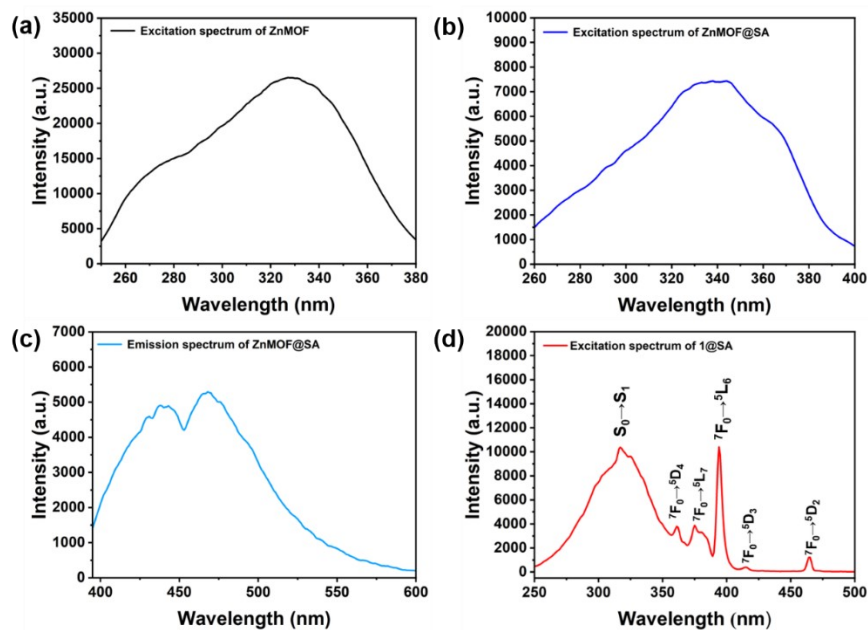 (a)
Excitation spectrum of ZnMOF
35000
30000
25000
20000
15000
10000
5000
0
Intensity (a.u.)
260 280 300 320 340 360 380
Wavelength (nm)
(b)
Excitation spectrum of ZnMOF@SA
10000
9000
8000
7000
6000
5000
4000
3000
2000
1000
0
Intensity (a.u.)
260 280 300 320 340 360 380 400
Wavelength (nm)
(c)
Emission spectrum of ZnMOF@SA
7000
6000
5000
4000
3000
2000
1000
0
Intensity (a.u.)
400 450 500 550 600
Wavelength (nm)
(d)
Excitation spectrum of 1@SA
20000
18000
16000
14000
12000
10000
8000
6000
4000
2000
0
Intensity (a.u.)
S₀→S₁
⁷F₀→⁵D₄
⁷F₀→⁵L₇
⁷F₀→⁵L₆
⁷F₀→⁵D₃
⁷F₀→⁵D₂
250 300 350 400 450 500
Wavelength (nm)